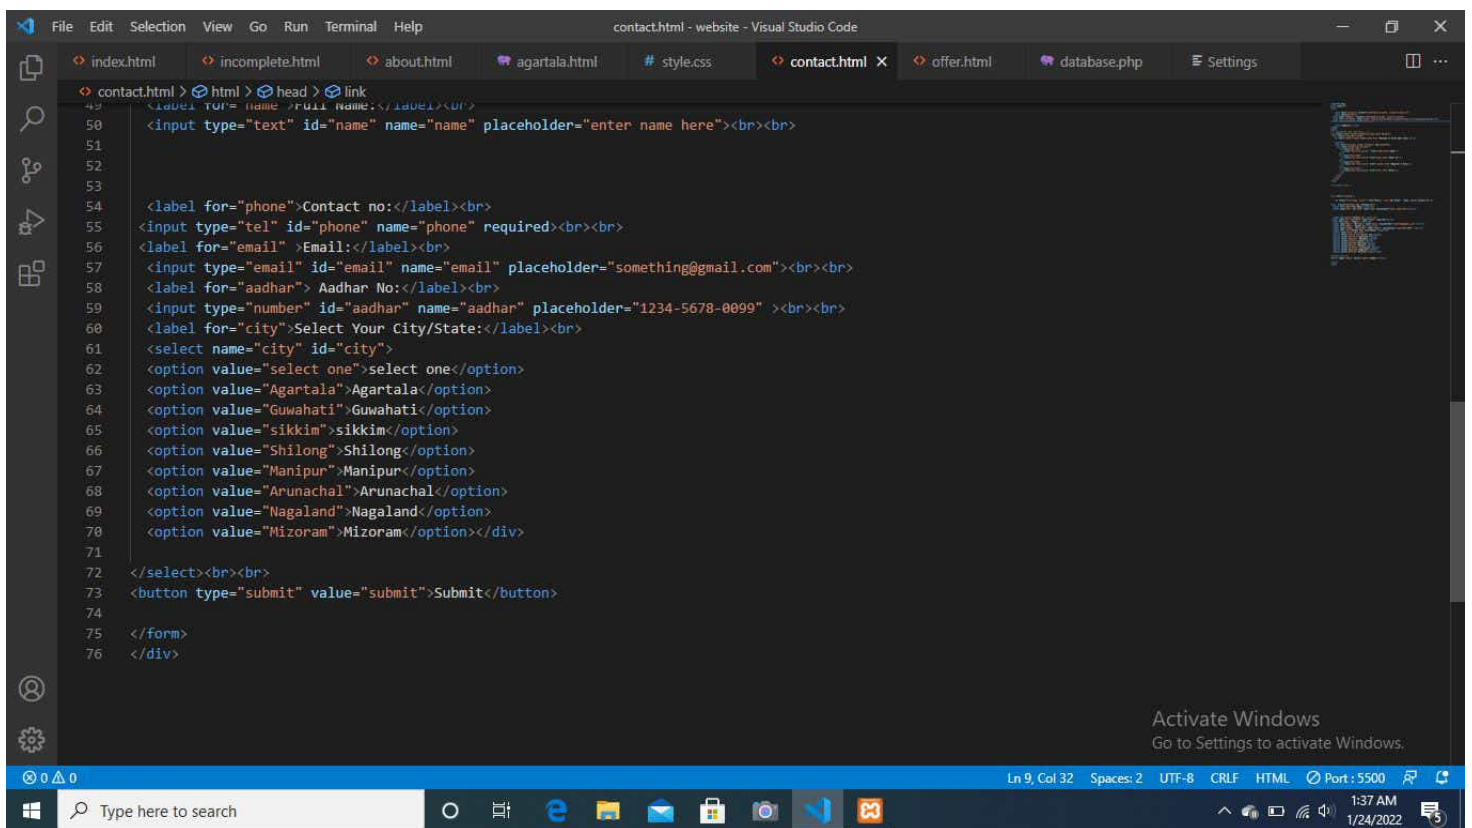 File Edit Selection View Go Run Terminal Help contact.html - website - Visual Studio Code
index.html incomplete.html about.html agartala.html # style.css contact.html offer.html database.php Settings
contact.html > html > head > link
49 <label for="name">Full Name:</label><br>
50 <input type="text" id="name" name="name" placeholder="enter name here"><br><br>
51
52
53
54 <label for="phone">Contact no:</label><br>
55 <input type="tel" id="phone" name="phone" required><br><br>
56 <label for="email" >Email:</label><br>
57 <input type="email" id="email" name="email" placeholder="something@gmail.com"><br><br>
58 <label for="aadhar"> Aadhar No:</label><br>
59 <input type="number" id="aadhar" name="aadhar" placeholder="1234-5678-0099" ><br><br>
60 <label for="city">Select Your City/State:</label><br>
61 <select name="city" id="city">
62 <option value="select one">select one</option>
63 <option value="Agartala">Agartala</option>
64 <option value="Guwahati">Guwahati</option>
65 <option value="sikkim">sikkim</option>
66 <option value="Shilong">Shilong</option>
67 <option value="Manipur">Manipur</option>
68 <option value="Arunachal">Arunachal</option>
69 <option value="Nagaland">Nagaland</option>
70 <option value="Mizoram">Mizoram</option></div>
71
72 </select><br><br>
73 <button type="submit" value="submit">Submit</button>
74
75 </form>
76 </div>
Activate Windows
Go to Settings to activate Windows.
0 0 Ln 9, Col 32 Spaces: 2 UTF-8 CRLF HTML Port : 5500
Type here to search
1:37 AM
1/24/2022
5